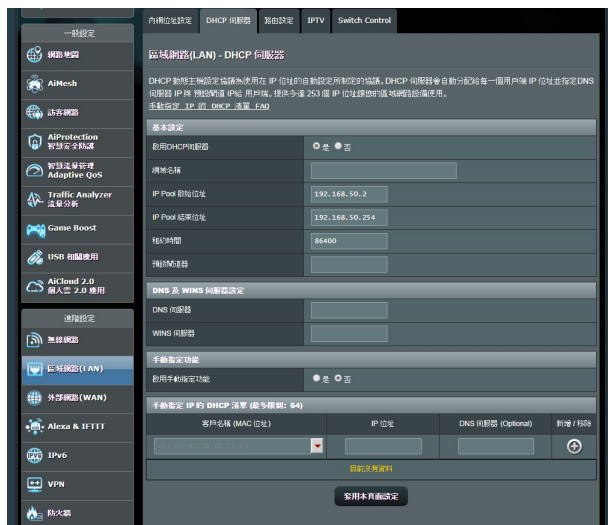 內網位址設定 DHCP 伺服器 路由設定 IPTV Switch Control
一般設定
網路地圖
AiMesh
訪客網路
AiProtection
智慧安全防護
智慧流量管理
Adaptive QoS
Traffic Analyzer
流量分析
Game Boost
USB 相關應用
AiCloud 2.0
個人雲 2.0 應用
進階設定
無線網路
區域網路(LAN)
外部網路(WAN)
Alexa & IFTTT
IPv6
VPN
防火牆
區域網路(LAN) - DHCP 伺服器
DHCP 動態主機設定協議為使用在 IP 位址的自動設定所制定的協議。DHCP 伺服器會自動分配給每一個用戶端 IP 位址並指定DNS
伺服器 IP 與 預設閘道 IP給 用戶端。提供多達 253 個 IP 位址讓您的區域網路設備使用。
手動指定 IP 的 DHCP 清單 FAQ
基本設定
啟用DHCP伺服器 是 否
網域名稱
IP Pool 起始位址 192.168.50.2
IP Pool 結束位址 192.168.50.254
租約時間 86400
預設閘道器
DNS 及 WINS 伺服器設定
DNS 伺服器
WINS 伺服器
手動指定功能
啟用手動指定功能 是 否
手動指定 IP 的 DHCP 清單 (最多限制: 64)
客戶名稱 (MAC 位址) IP 位址 DNS 伺服器 (Optional) 新增 / 移除
目前沒有資料
套用本頁面設定